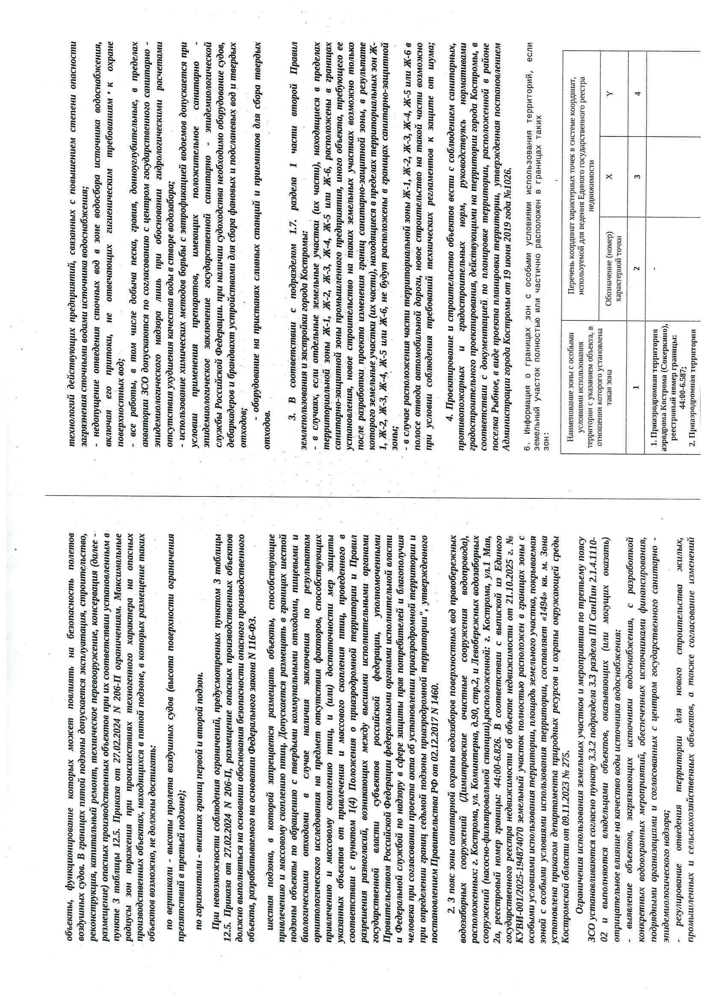 объекты, функционирование которых может повлиять на безопасность полетов
воздушных судов. В границах пятой подзоны допускается эксплуатация, строительство,
реконструкция, капитальный ремонт, техническое перевооружение, консервация (далее -
размещение) опасных производственных объектов при их соответствии установленным в
пункте 3 таблицы 12.5. Приказа от 27.02.2024 N 206-П ограничениям. Максимальные
радиусы зон поражения при происшествиях техногенного характера на опасных
производственных объектах, находящихся в пятой подзоне, в которых размещение таких
объектов возможно, не должны достигать:
по вертикали - высоты пролета воздушных судов (высота поверхности ограничения
препятствий в третьей подзоне);
по горизонтали - внешних границ первой и второй подзон.
При невозможности соблюдения ограничений, предусмотренных пунктом 3 таблицы
12.5. Приказа от 27.02.2024 N 206-П, размещение опасных производственных объектов
должно выполняться на основании обоснования безопасности опасного производственного
объекта, разрабатываемого на основании Федерального закона N 116-ФЗ.
шестая подзона, в которой запрещается размещать объекты, способствующие
привлечению и массовому скоплению птиц. Допускается размещать в границах шестой
подзоны объекты по обращению с твердыми коммунальными отходами, пищевыми и
биологическими отходами в случае наличия заключения по результатам
орнитологического исследования на предмет отсутствия факторов, способствующих
привлечению и массовому скоплению птиц, и (или) достаточности мер защиты
указанных объектов от привлечения и массового скопления птиц, проведенного в
соответствии с пунктом 1(4) Положения о приаэродромной территории и Правил
разрешения разногласий, возникающих между высшими исполнительными органами
государственной власти субъектов российской федерации, уполномоченными
Правительством Российской Федерации федеральными органами исполнительной власти
и Федеральной службой по надзору в сфере защиты прав потребителей и благополучия
человека при согласовании проекта акта об установлении приаэродромной территории и
при определении границ седьмой подзоны приаэродромной территории", утвержденного
постановлением Правительства РФ от 02.12.2017 N 1460.
2. 3 пояс зоны санитарной охраны водозаборов поверхностных вод правобережных
водозаборных сооружений (Димитровские очистные сооружения водопровода),
расположенных: г. Кострома, ул. Коминтерна, д.90, стр.2, и Левобережных водозаборных
сооружений (насосно-фильтровальной станции),расположенной: г. Кострома, ул.1 Мая,
2а, реестровый номер границы: 44:00-6.826. В соответствии с выпиской из Единого
государственного реестра недвижимости об объекте недвижимости от 21.10.2025 г. №
КУВИ-001/2025-194874070 земельный участок полностью расположен в границах зоны с
особыми условиями использования территории, площадь земельного участка, покрываемая
зоной с особыми условиями использования территории, составляет «1494» кв. м. Зона
установлена приказом департамента природных ресурсов и охраны окружающей среды
Костромской области от 09.11.2023 № 275.
Ограничения использования земельных участков и мероприятия по третьему поясу
ЗСО устанавливаются согласно пункту 3.3.2 подраздела 3.3 раздела III СанПин 2.1.4.1110-
02 и выполняются владельцами объектов, оказывающих (или могущих оказать)
отрицательное влияние на качество воды источника водоснабжения:
- выявление объектов, загрязняющих источники водоснабжения, с разработкой
конкретных водоохранных мероприятий, обеспеченных источниками финансирования,
подрядными организациями и согласованных с центром государственного санитарно -
эпидемиологического надзора;
- регулирование отведения территории для нового строительства жилых,
промышленных и сельскохозяйственных объектов, а также согласование изменений
технологий действующих предприятий, связанных с повышением степени опасности
загрязнения сточными водами источника водоснабжения;
- недопущение отведения сточных вод в зоне водосбора источника водоснабжения,
включая его притоки, не отвечающих гигиеническим требованиям к охране
поверхностных вод;
- все работы, в том числе добыча песка, гравия, донноуглубительные, в пределах
акватории ЗСО допускаются по согласованию с центром государственного санитарно -
эпидемиологического надзора лишь при обосновании гидрологическими расчетами
отсутствия ухудшения качества воды в створе водозабора;
- использование химических методов борьбы с эвтрофикацией водоемов допускается при
условии применения препаратов, имеющих положительное санитарно -
эпидемиологическое заключение государственной санитарно - эпидемиологической
службы Российской Федерации. при наличии судоходства необходимо оборудование судов,
дебаркадеров и брандвахт устройствами для сбора фановых и подсланевых вод и твердых
отходов;
- оборудование на пристанях сливных станций и приемников для сбора твердых
отходов.
3. В соответствии с подразделом 1.7. раздела 1 части второй Правил
землепользования и застройки города Костромы:
- в случаях, если отдельные земельные участки (их части), находящиеся в пределах
территориальной зоны Ж-1, Ж-2, Ж-3, Ж-4, Ж-5 или Ж-6, расположены в границах
санитарно-защитной зоны промышленного предприятия, иного объекта, требующего ее
установления, новое строительство на таких земельных участках возможно только
после разработки проекта изменения границ санитарно-защитной зоны, в результате
которого земельные участки (их части), находящиеся в пределах территориальных зон Ж-
1, Ж-2, Ж-3, Ж-4, Ж-5 или Ж-6, не будут расположены в границах санитарно-защитной
зоны;
- в случае расположения части территориальной зоны Ж-1, Ж-2, Ж-3, Ж-4, Ж-5 или Ж-6 в
полосе отвода автомобильной дороги, новое строительство на такой части возможно
при условии соблюдения требований технических регламентов к защите от шума;
4. Проектирование и строительство объектов вести с соблюдением санитарных,
противопожарных и градостроительных норм, руководствуясь нормативами
градостроительного проектирования, действующими на территории города Костромы, в
соответствии с документацией по планировке территории, расположенной в районе
поселка Рыбное, в виде проекта планировки территории, утвержденная постановлением
Администрации города Костромы от 19 июня 2019 года №1026.
6. Информация о границах зон с особыми условиями использования территорий, если
земельный участок полностью или частично расположен в границах таких
зон:
Наименование зоны с особыми
условиями использования
территории с указанием объекта, в
отношении которого установлена
такая зона
Перечень координат характерных точек в системе координат,
используемой для ведения Единого государственного реестра
недвижимости
Обозначение (номер)
характерной точки
X
Y
1 2 3 4
1. Приаэродромная территория
аэродрома Кострома (Сокеркино),
реестровый номер границы:
44:00-6.587;
-
2. Приаэродромная территория